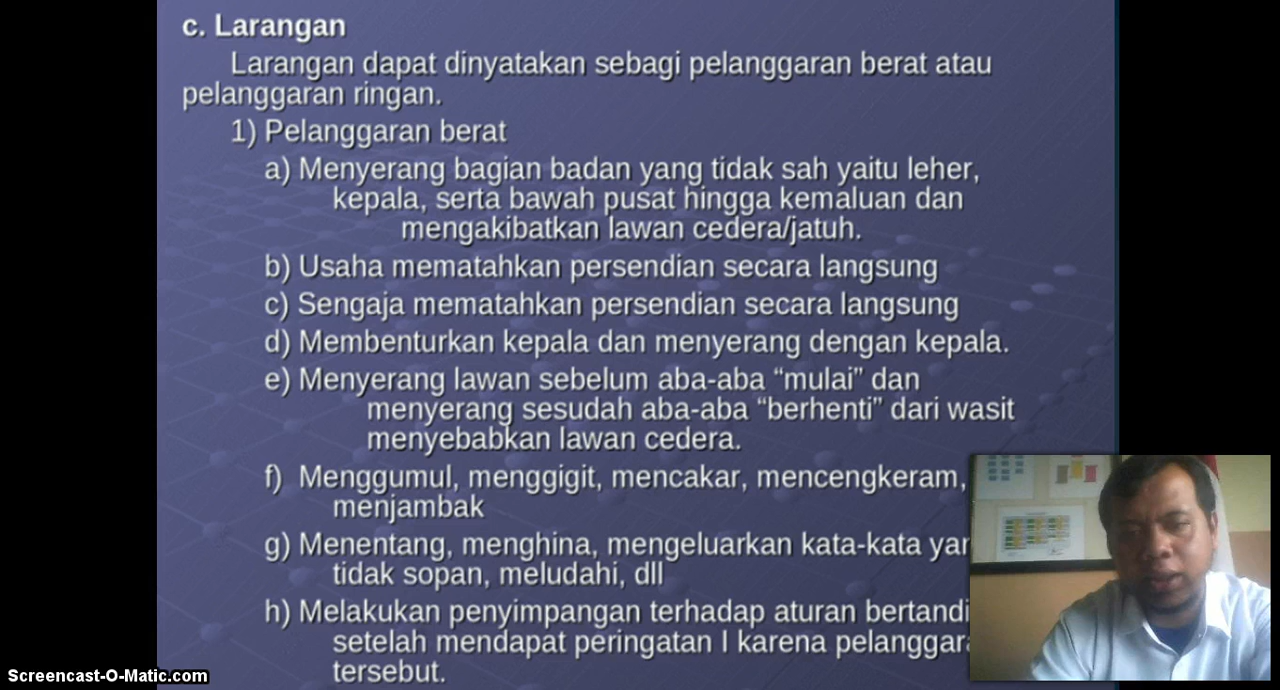 c. Larangan
Larangan dapat dinyatakan sebagi pelanggaran berat atau
pelanggaran ringan.
1) Pelanggaran berat
a) Menyerang bagian badan yang tidak sah yaitu leher,
kepala, serta bawah pusat hingga kemaluan dan
mengakibatkan lawan cedera/jatuh.
b) Usaha mematahkan persendian secara langsung
c) Sengaja mematahkan persendian secara langsung
d) Membenturkan kepala dan menyerang dengan kepala.
e) Menyerang lawan sebelum aba-aba “mulai” dan
menyerang sesudah aba-aba “berhenti” dari wasit
menyebabkan lawan cedera.
f) Menggumul, menggigit, mencakar, mencengkeram,
menjambak
g) Menentang, menghina, mengeluarkan kata-kata
tidak sopan, meludahi, dll
h) Melakukan penyimpangan terhadap aturan
setelah mendapat peringatan I karena
tersebut.
Screencast-O-Matic.com